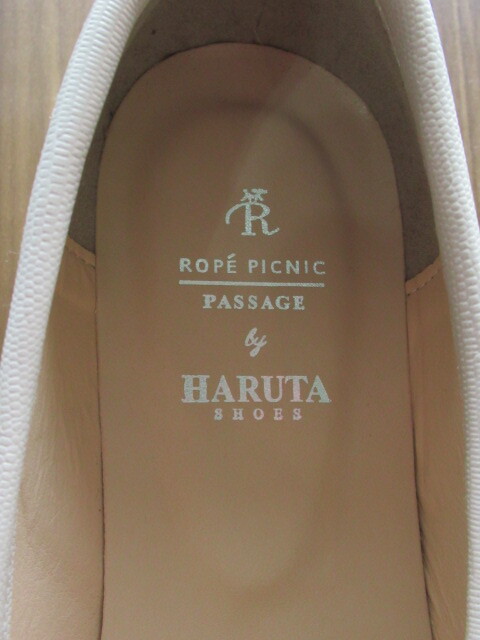 R
ROPÉ PICNIC
PASSAGE
by
HARUTA
SHOES